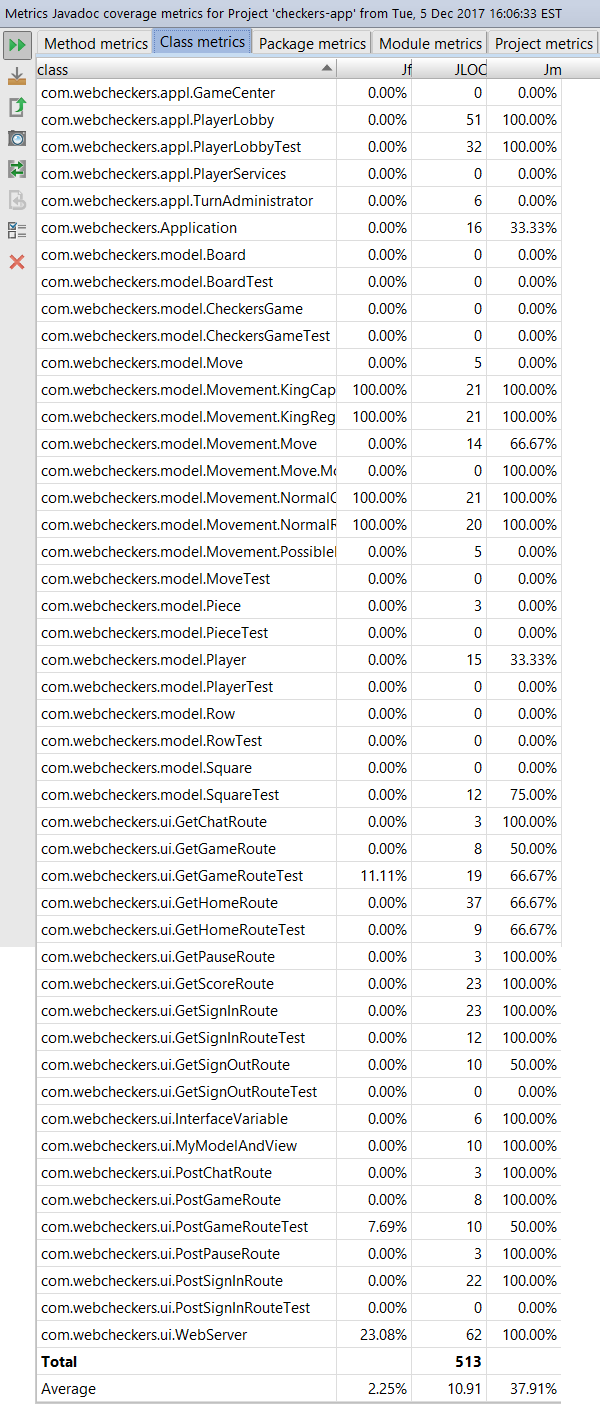 Metrics Javadoc coverage metrics for Project 'checkers-app' from Tue, 5 Dec 2017 16:06:33 EST
Method metrics Class metrics Package metrics Module metrics Project metrics
class Jf JLOC Jm
com.webcheckers.appl.GameCenter 0.00% 0 0.00%
com.webcheckers.appl.PlayerLobby 0.00% 51 100.00%
com.webcheckers.appl.PlayerLobbyTest 0.00% 32 100.00%
com.webcheckers.appl.PlayerServices 0.00% 0 0.00%
com.webcheckers.appl.TurnAdministrator 0.00% 6 0.00%
com.webcheckers.Application 0.00% 16 33.33%
com.webcheckers.model.Board 0.00% 0 0.00%
com.webcheckers.model.BoardTest 0.00% 0 0.00%
com.webcheckers.model.CheckersGame 0.00% 0 0.00%
com.webcheckers.model.CheckersGameTest 0.00% 0 0.00%
com.webcheckers.model.Move 0.00% 5 0.00%
com.webcheckers.model.Movement.KingCap 100.00% 21 100.00%
com.webcheckers.model.Movement.KingReg 100.00% 21 100.00%
com.webcheckers.model.Movement.Move 0.00% 14 66.67%
com.webcheckers.model.Movement.Move.Mo 0.00% 0 100.00%
com.webcheckers.model.Movement.NormalC 100.00% 21 100.00%
com.webcheckers.model.Movement.NormalR 100.00% 20 100.00%
com.webcheckers.model.Movement.Possible 0.00% 5 0.00%
com.webcheckers.model.MoveTest 0.00% 0 0.00%
com.webcheckers.model.Piece 0.00% 3 0.00%
com.webcheckers.model.PieceTest 0.00% 0 0.00%
com.webcheckers.model.Player 0.00% 15 33.33%
com.webcheckers.model.PlayerTest 0.00% 0 0.00%
com.webcheckers.model.Row 0.00% 0 0.00%
com.webcheckers.model.RowTest 0.00% 0 0.00%
com.webcheckers.model.Square 0.00% 0 0.00%
com.webcheckers.model.SquareTest 0.00% 12 75.00%
com.webcheckers.ui.GetChatRoute 0.00% 3 100.00%
com.webcheckers.ui.GetGameRoute 0.00% 8 50.00%
com.webcheckers.ui.GetGameRouteTest 11.11% 19 66.67%
com.webcheckers.ui.GetHomeRoute 0.00% 37 66.67%
com.webcheckers.ui.GetHomeRouteTest 0.00% 9 66.67%
com.webcheckers.ui.GetPauseRoute 0.00% 3 100.00%
com.webcheckers.ui.GetScoreRoute 0.00% 23 100.00%
com.webcheckers.ui.GetSignInRoute 0.00% 23 100.00%
com.webcheckers.ui.GetSignInRouteTest 0.00% 12 100.00%
com.webcheckers.ui.GetSignOutRoute 0.00% 10 50.00%
com.webcheckers.ui.GetSignOutRouteTest 0.00% 0 0.00%
com.webcheckers.ui.InterfaceVariable 0.00% 6 100.00%
com.webcheckers.ui.MyModelAndView 0.00% 10 100.00%
com.webcheckers.ui.PostChatRoute 0.00% 3 100.00%
com.webcheckers.ui.PostGameRoute 0.00% 8 100.00%
com.webcheckers.ui.PostGameRouteTest 7.69% 10 50.00%
com.webcheckers.ui.PostPauseRoute 0.00% 3 100.00%
com.webcheckers.ui.PostSignInRoute 0.00% 22 100.00%
com.webcheckers.ui.PostSignInRouteTest 0.00% 0 0.00%
com.webcheckers.ui.WebServer 23.08% 62 100.00%
Total 513
Average 2.25% 10.91 37.91%